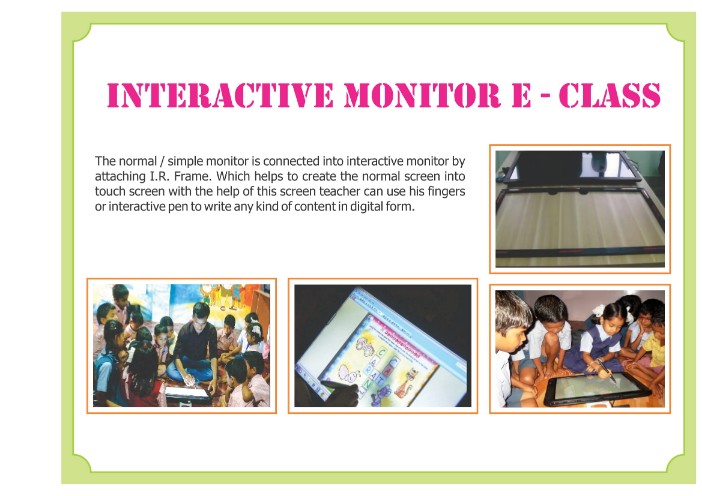 INTERACTIVE MONITOR E - CLASS
The normal / simple monitor is connected into interactive monitor by
attaching I.R. Frame. Which helps to create the normal screen into
touch screen with the help of this screen teacher can use his fingers
or interactive pen to write any kind of content in digital form.